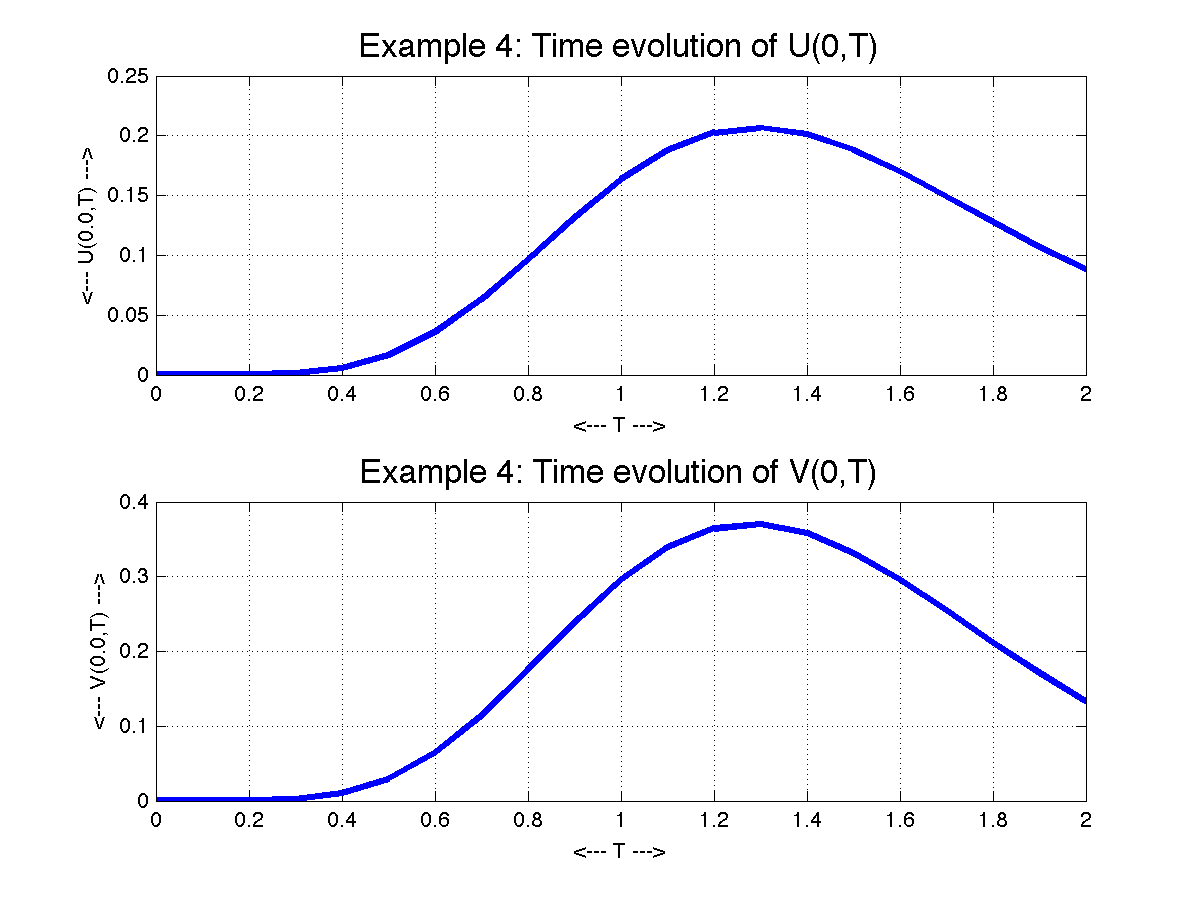 Example 4: Time evolution of U(0,T)
0.25
0.2
0.15
0.1
0.05
0
<--- U(0.0,T) --->
0 0.2 0.4 0.6 0.8 1 1.2 1.4 1.6 1.8 2
<--- T --->
Example 4: Time evolution of V(0,T)
0.4
0.3
0.2
0.1
0
<--- V(0.0,T) --->
0 0.2 0.4 0.6 0.8 1 1.2 1.4 1.6 1.8 2
<--- T --->